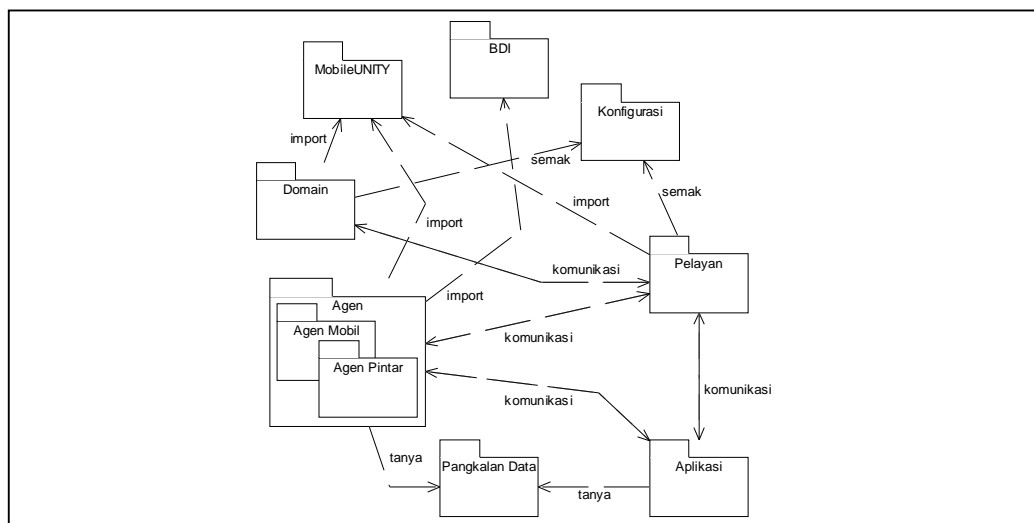 BDI
MobileUNITY
Konfigurasi
import
semak
Domain
semak
import
import
Pelayan
komunikasi
import
Agen
Agen Mobil
komunikasi
Agen Pintar
komunikasi
komunikasi
tanya
Pangkalan Data
Aplikasi
tanya